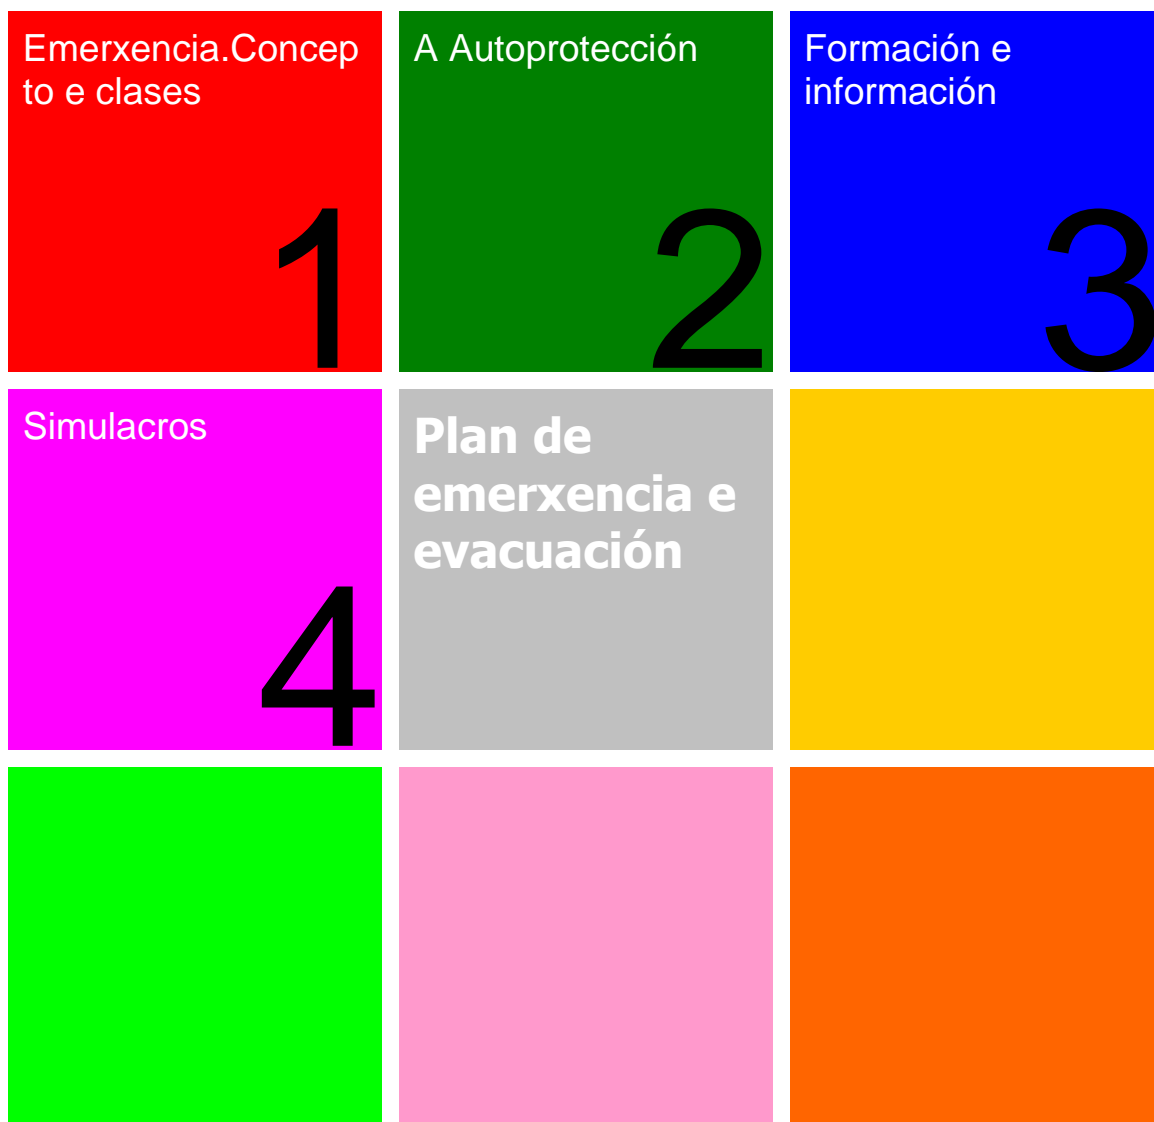 Emerxencia.Concep
to e clases
1
A Autoprotección
2
Formación e
información
3
Simulacros
4
Plan de
emerxencia e
evacuación